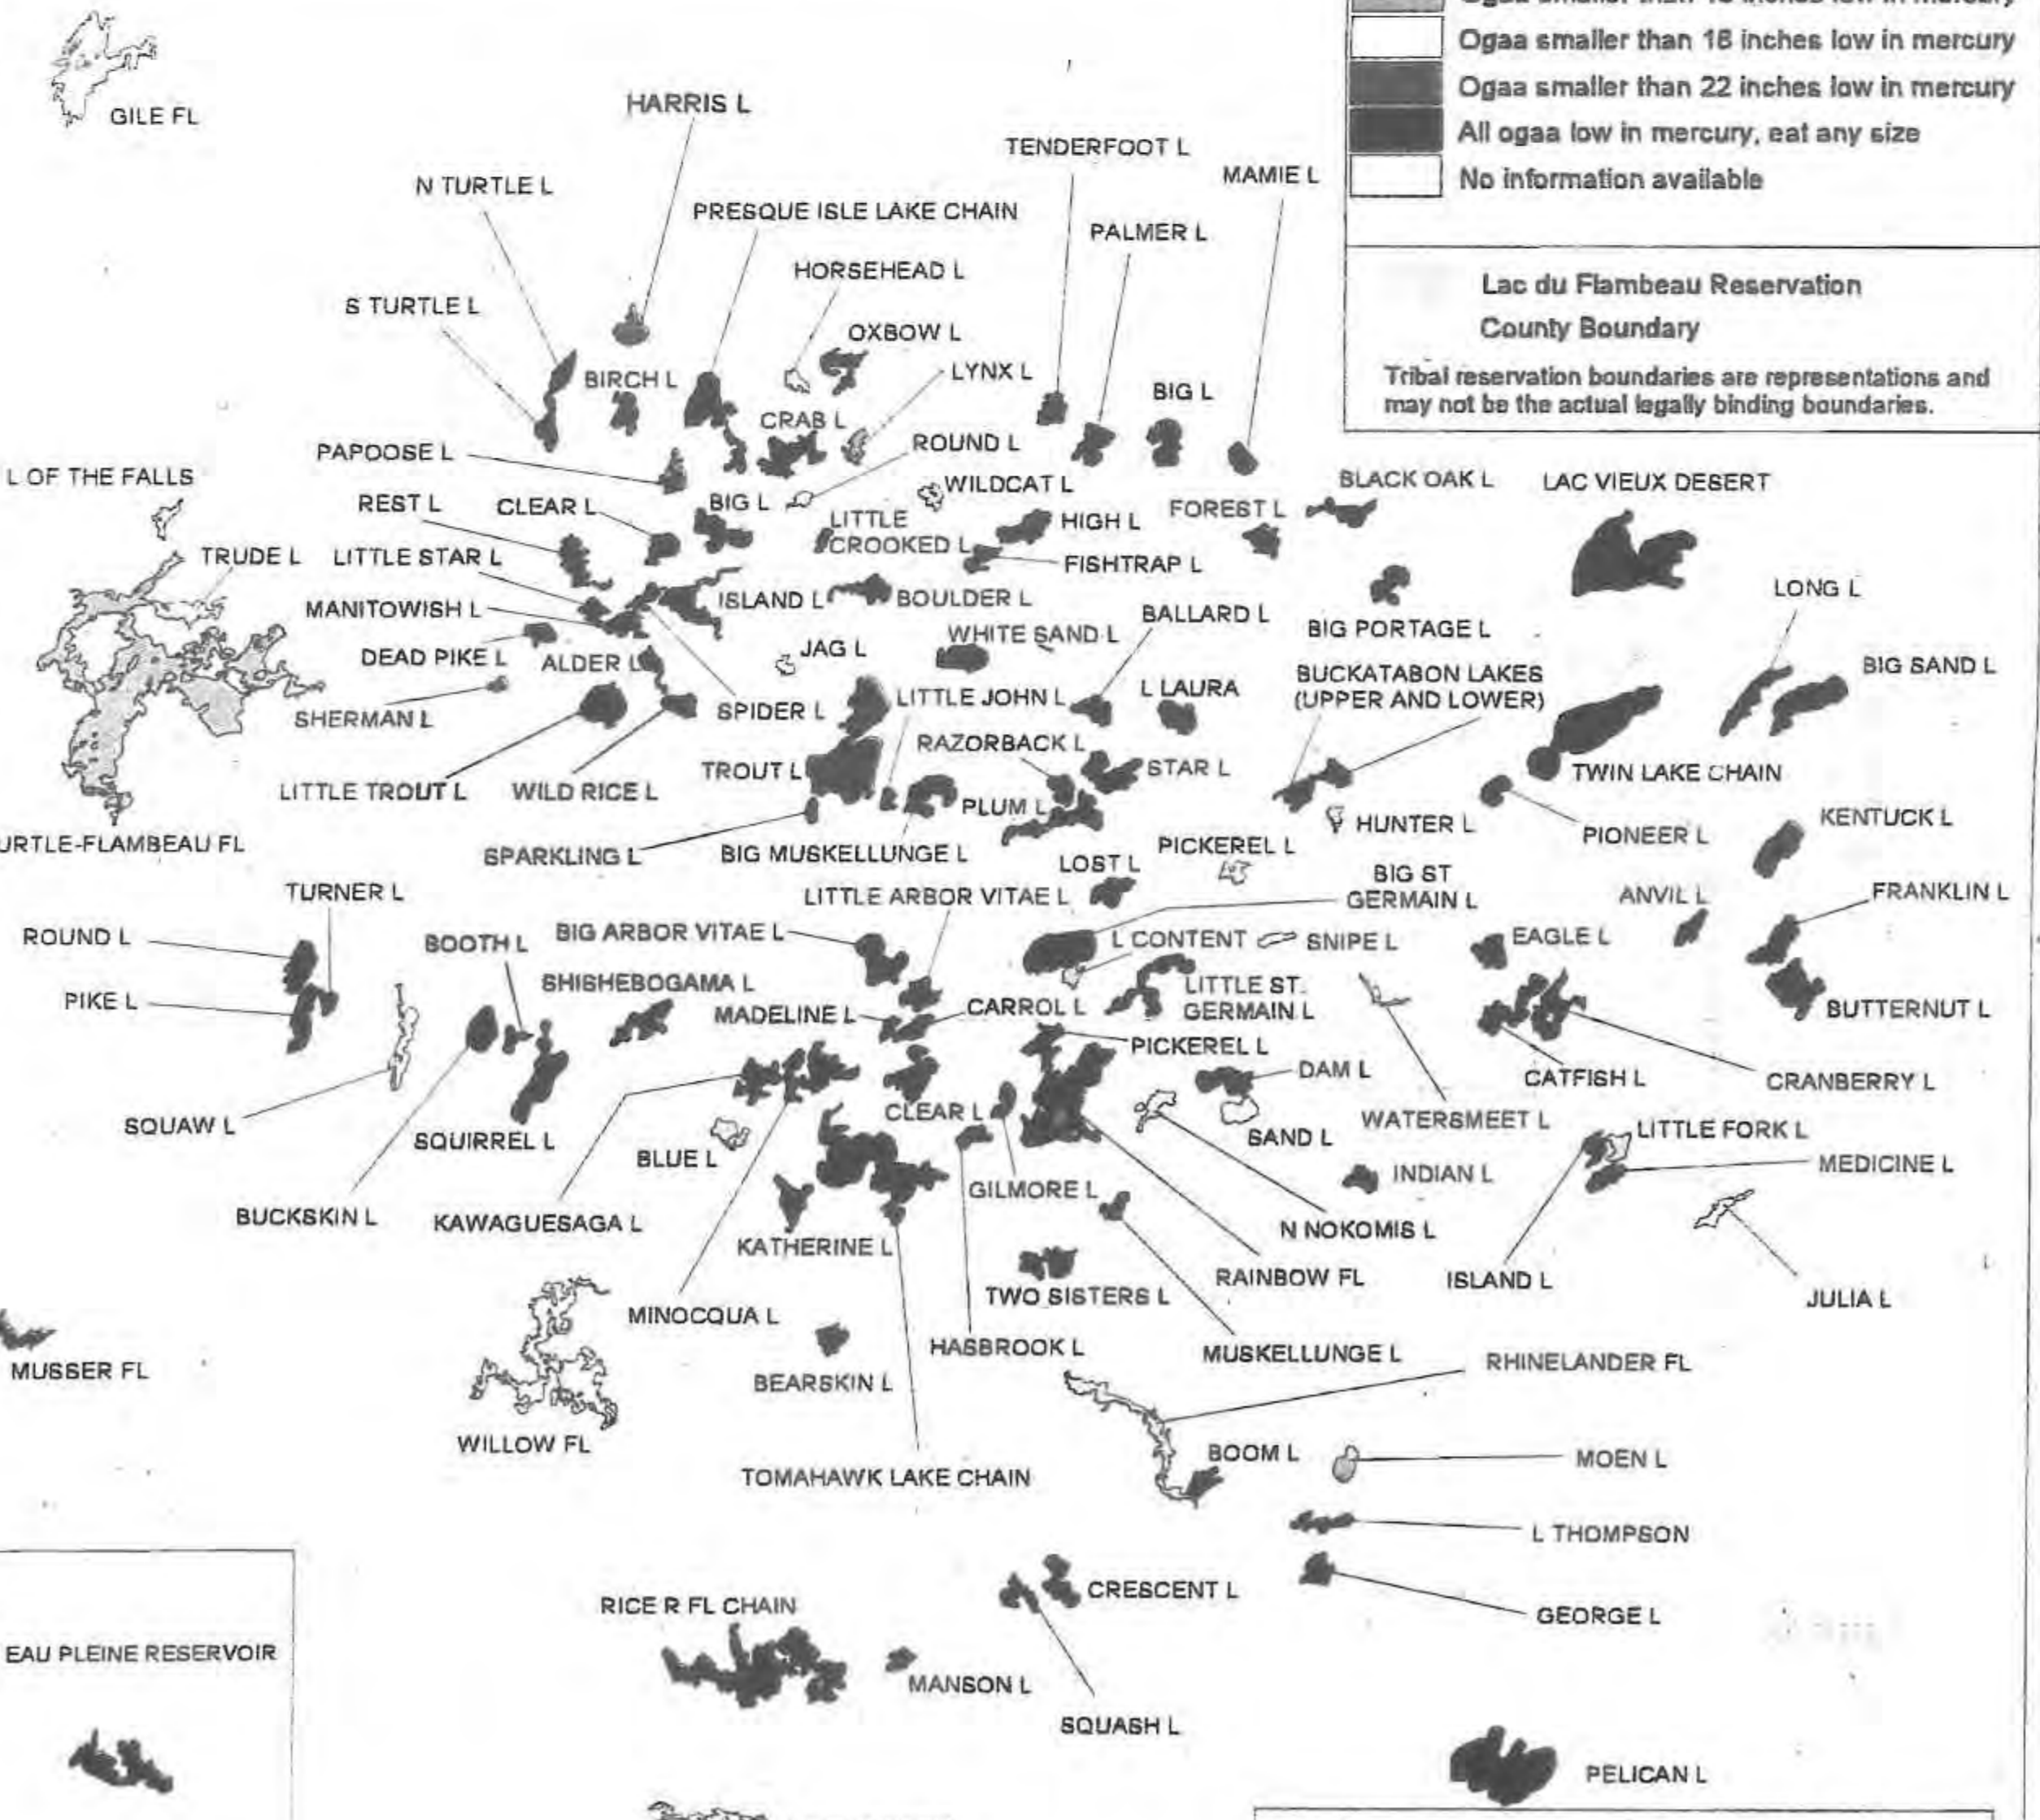 Ogaa smaller than
low in mercury
Ogaa smaller than 18 inches low in mercury
Ogaa smaller than 22 inches low in mercury
All ogaa low in mercury, eat any size
No information available
Lac du Flambeau Reservation
County Boundary
Tribal reservation boundaries are representations and
may not be the actual legally binding boundaries.
GILE FL
HARRIS L
TENDERFOOT L
N TURTLE L
MAMIE L
PRESQUE ISLE LAKE CHAIN
PALMER L
HORSEHEAD L
S TURTLE L
OXBOW L
BIRCH L
LYNX L
BIG L
CRAB L
ROUND L
PAPOOSE L
L OF THE FALLS
WILDCAT L
BLACK OAK L
LAC VIEUX DESERT
REST L
CLEAR L
BIG L
LITTLE
CROOKED L
HIGH L
FOREST L
TRUDE L
LITTLE STAR L
FISHTRAP L
MANITOWISH L
ISLAND L
BOULDER L
LONG L
BALLARD L
BIG PORTAGE L
WHITE SAND L
DEAD PIKE L
ALDER L
JAG L
BIG SAND L
BUCKATABON LAKES
(UPPER AND LOWER)
LITTLE JOHN L
L LAURA
SHERMAN L
SPIDER L
RAZORBACK L
TROUT L
STAR L
TWIN LAKE CHAIN
LITTLE TROUT L
WILD RICE L
PLUM L
HUNTER L
PIONEER L
KENTUCK L
URTLE-FLAMBEAU FL
SPARKLING L
BIG MUSKELLUNGE L
PICKEREL L
LOST L
BIG ST
GERMAIN L
TURNER L
LITTLE ARBOR VITAE L
ANVIL L
FRANKLIN L
ROUND L
BOOTH L
BIG ARBOR VITAE L
L CONTENT
SNIPE L
EAGLE L
SHISHEBOGAMA L
PIKE L
MADELINE L
CARROLL L
LITTLE ST.
GERMAIN L
BUTTERNUT L
PICKEREL L
DAM L
CATFISH L
CRANBERRY L
SQUAW L
SQUIRREL L
CLEAR L
WATERSMEET L
SAND L
LITTLE FORK L
BLUE L
MEDICINE L
INDIAN L
GILMORE L
BUCKSKIN L
KAWAGUESAGA L
N NOKOMIS L
KATHERINE L
RAINBOW FL
ISLAND L
TWO SISTERS L
JULIA L
MINOCQUA L
HASBROOK L
MUSKELLUNGE L
RHINELANDER FL
MUSSER FL
BEARSKIN L
WILLOW FL
BOOM L
MOEN L
TOMAHAWK LAKE CHAIN
L THOMPSON
CRESCENT L
RICE R FL CHAIN
GEORGE L
EAU PLEINE RESERVOIR
MANSON L
SQUASH L
PELICAN L